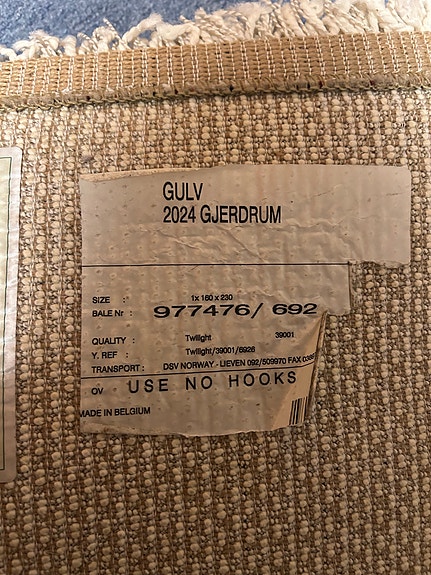 GULV
2024 GJERDRUM
SIZE : 1x 160 x 230
BALE Nr : 977476/ 692
QUALITY : Twilight 39001
Y. REF : Twilight/39001/6926
TRANSPORT : DSV NORWAY - LIEVEN 092/509970 FAX
OV USE NO HOOKS
MADE IN BELGIUM